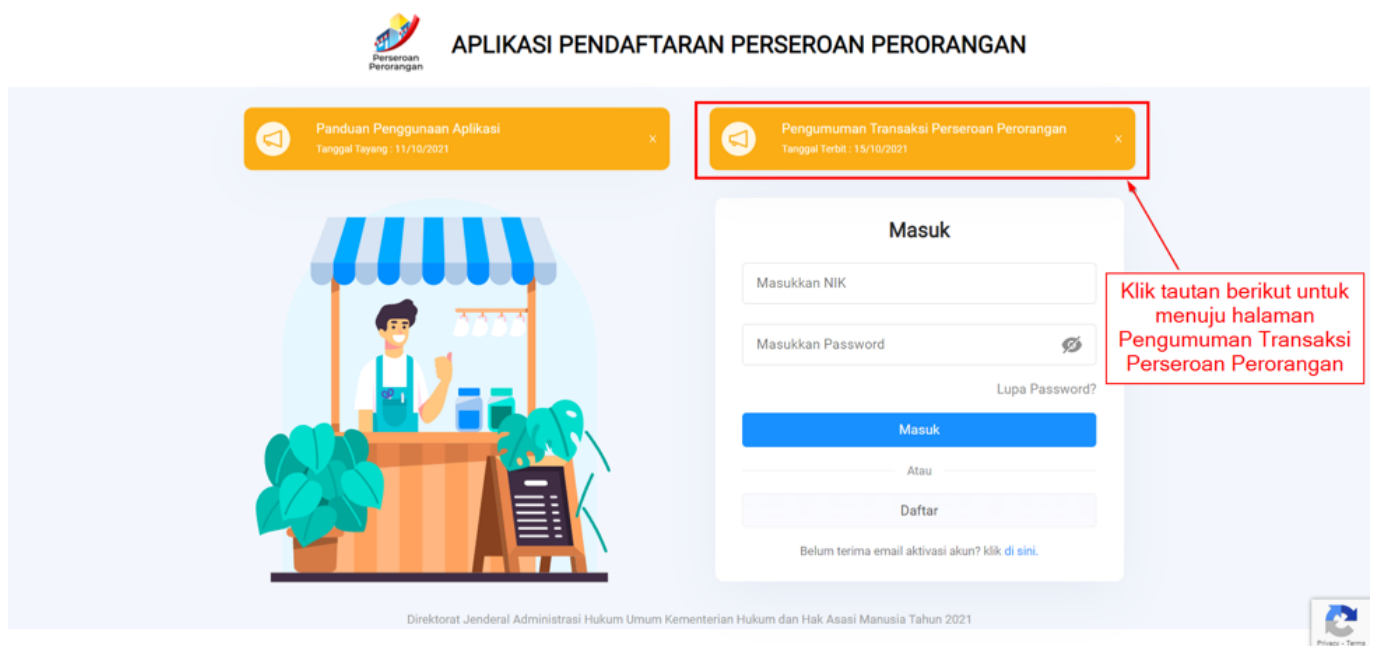 Perseroan
Perorangan
APLIKASI PENDAFTARAN PERSEROAN PERORANGAN
Panduan Penggunaan Aplikasi
Tanggal Tayang : 11/10/2021
×
Pengumuman Transaksi Perseroan Perorangan
Tanggal Terbit : 15/10/2021
×
Masuk
Masukkan NIK
Masukkan Password
Lupa Password?
Masuk
Atau
Daftar
Belum terima email aktivasi akun? klik di sini.
Klik tautan berikut untuk
menuju halaman
Pengumuman Transaksi
Perseroan Perorangan
Direktorat Jenderal Administrasi Hukum Umum Kementerian Hukum dan Hak Asasi Manusia Tahun 2021
Privacy - Terms